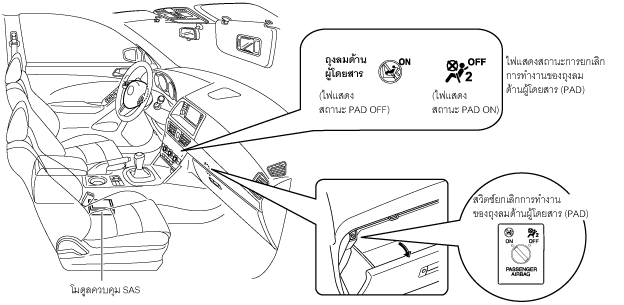 ถุงลมด้าน
ผู้โดยสาร
ON
OFF
2
(ไฟแสดง
สถานะ PAD OFF)
(ไฟแสดง
สถานะ PAD ON)
ไฟแสดงสถานะการยกเลิก
การทำงานของถุงลม
ด้านผู้โดยสาร (PAD)
สวิตช์ยกเลิกการทำงาน
ของถุงลมด้านผู้โดยสาร (PAD)
2
ON OFF
PASSENGER
AIRBAG
โมดูลควบคุม SAS